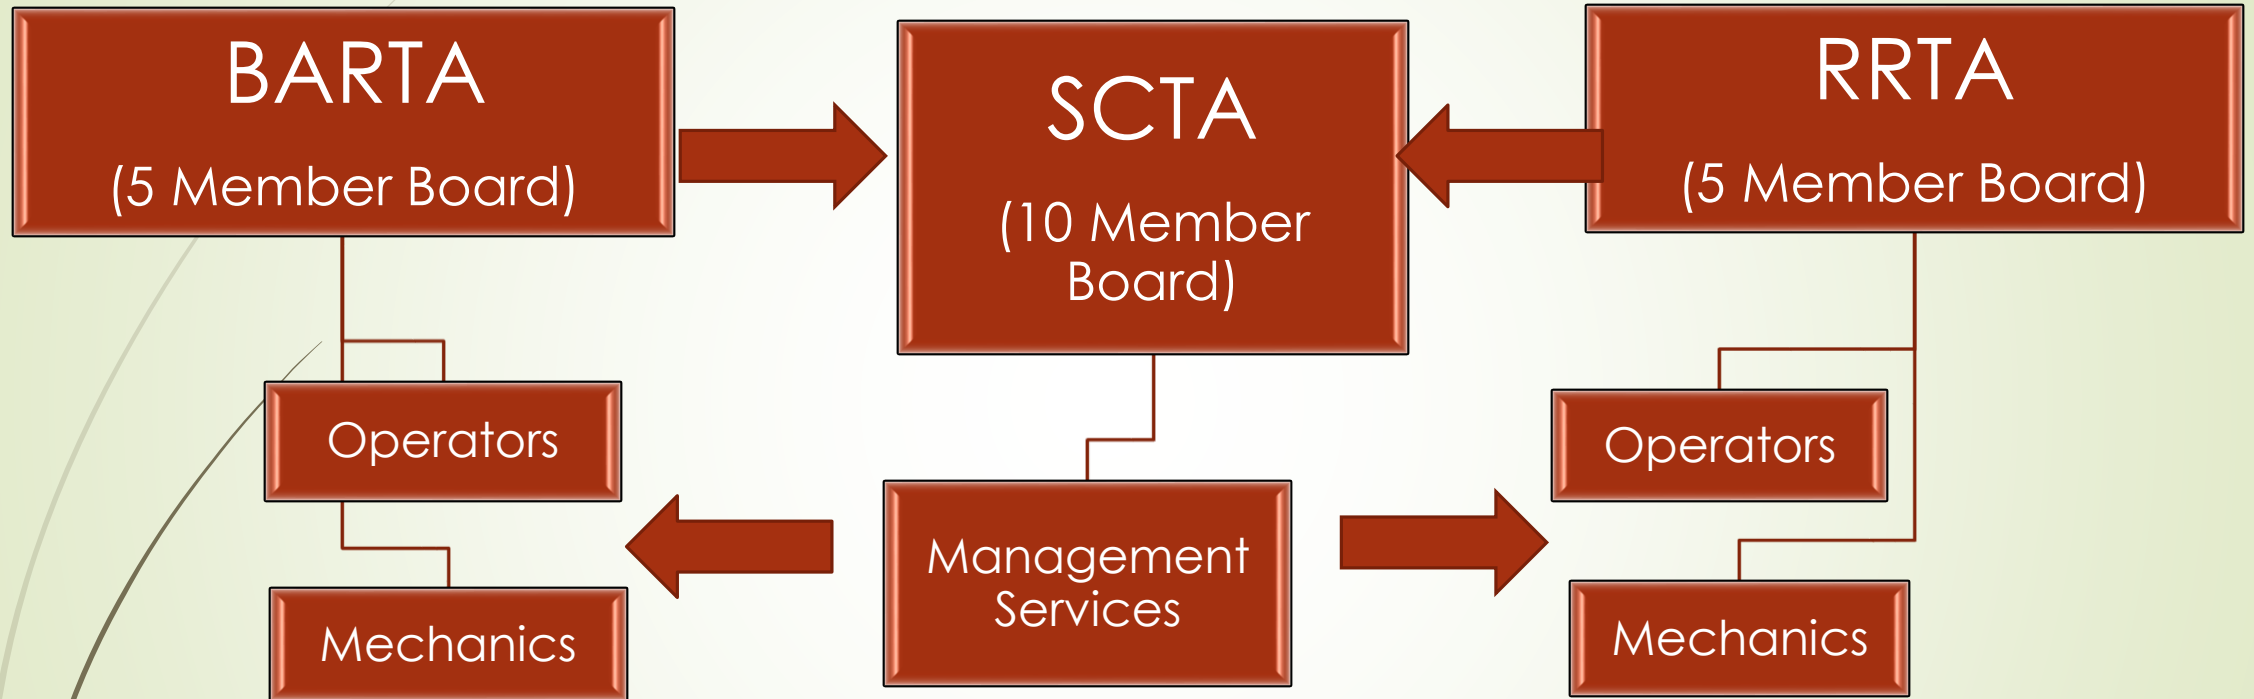 BARTA
(5 Member Board)
SCTA
(10 Member
Board)
RRTA
(5 Member Board)
Operators
Mechanics
Management
Services
Operators
Mechanics